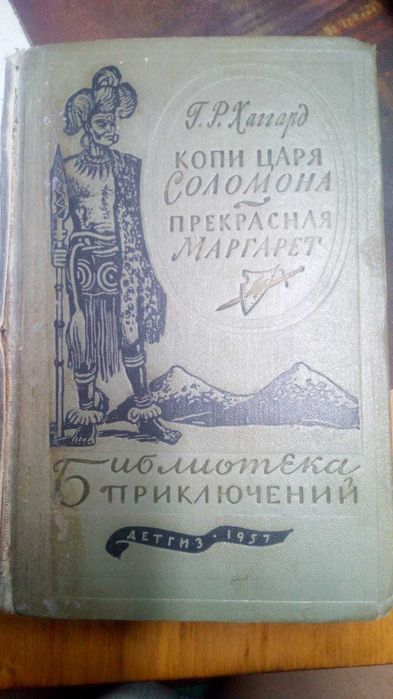 Г. Р. Хаггард
КОПИ ЦАРЯ
СОЛОМОНА
ПРЕКРАСНАЯ
МАРГАРЕТ
Библиотека
ПРИКЛЮЧЕНИЙ
ДЕТГИЗ · 1957